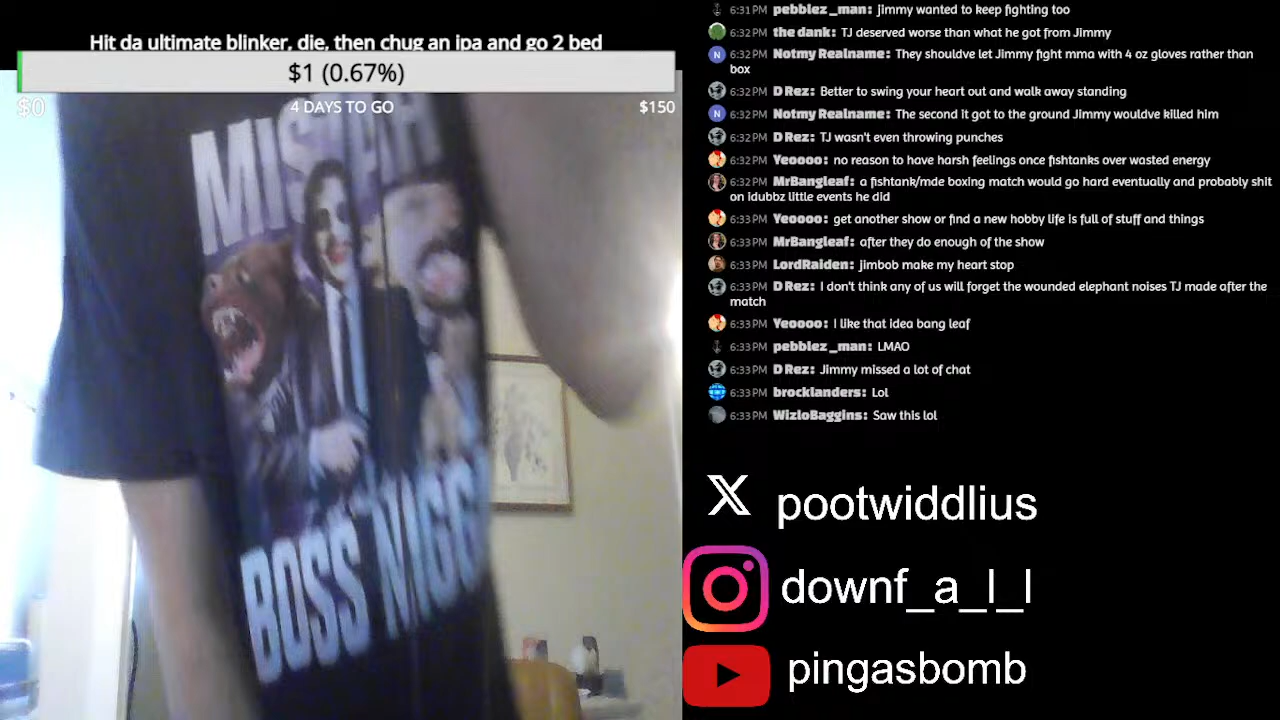 Hit da ultimate blinker, die, then chug an ipa and go 2 bed
$1 (0.67%)
$0
4 DAYS TO GO
$150
BOSS NIGG
6:31 PM pebblez_man: jimmy wanted to keep fighting too
6:32 PM the dank: TJ deserved worse than what he got from Jimmy
6:32 PM Notmy Realname: They shouldve let Jimmy fight mma with 4 oz gloves rather than
box
6:32 PM D Rez: Better to swing your heart out and walk away standing
6:32 PM Notmy Realname: The second it got to the ground Jimmy wouldve killed him
6:32 PM D Rez: TJ wasn't even throwing punches
6:32 PM Yeoooo: no reason to have harsh feelings once fishtanks over wasted energy
6:32 PM MrBangleaf: a fishtank/mde boxing match would go hard eventually and probably shit
on idubbz little events he did
6:33 PM Yeoooo: get another show or find a new hobby life is full of stuff and things
6:33 PM MrBangleaf: after they do enough of the show
6:33 PM LordRaiden: jimbob make my heart stop
6:33 PM D Rez: I don't think any of us will forget the wounded elephant noises TJ made after the
match
6:33 PM Yeoooo: I like that idea bang leaf
6:33 PM pebblez_man: LMAO
6:33 PM D Rez: Jimmy missed a lot of chat
6:33 PM brocklanders: Lol
6:33 PM WizloBaggins: Saw this lol
pootwiddlius
downf_a_l_l
pingasbomb